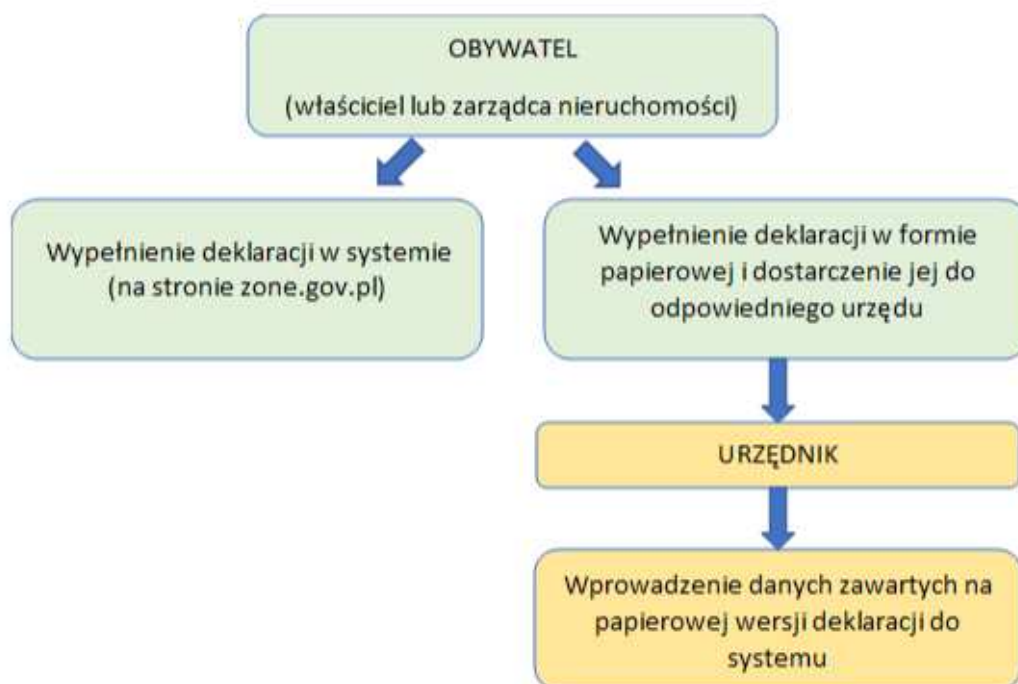 OBYWATEL
(właściciel lub zarządca nieruchomości)
Wypełnienie deklaracji w systemie
(na stronie zone.gov.pl)
Wypełnienie deklaracji w formie
papierowej i dostarczenie jej do
odpowiedniego urzędu
URZĘDNIK
Wprowadzenie danych zawartych na
papierowej wersji deklaracji do
systemu